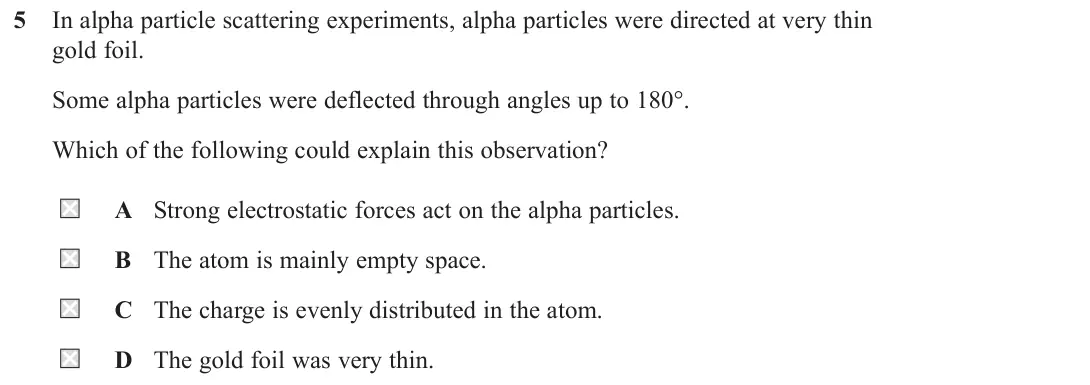 5 In alpha particle scattering experiments, alpha particles were directed at very thin
gold foil.
Some alpha particles were deflected through angles up to 180°.
Which of the following could explain this observation?
A Strong electrostatic forces act on the alpha particles.
B The atom is mainly empty space.
C The charge is evenly distributed in the atom.
D The gold foil was very thin.